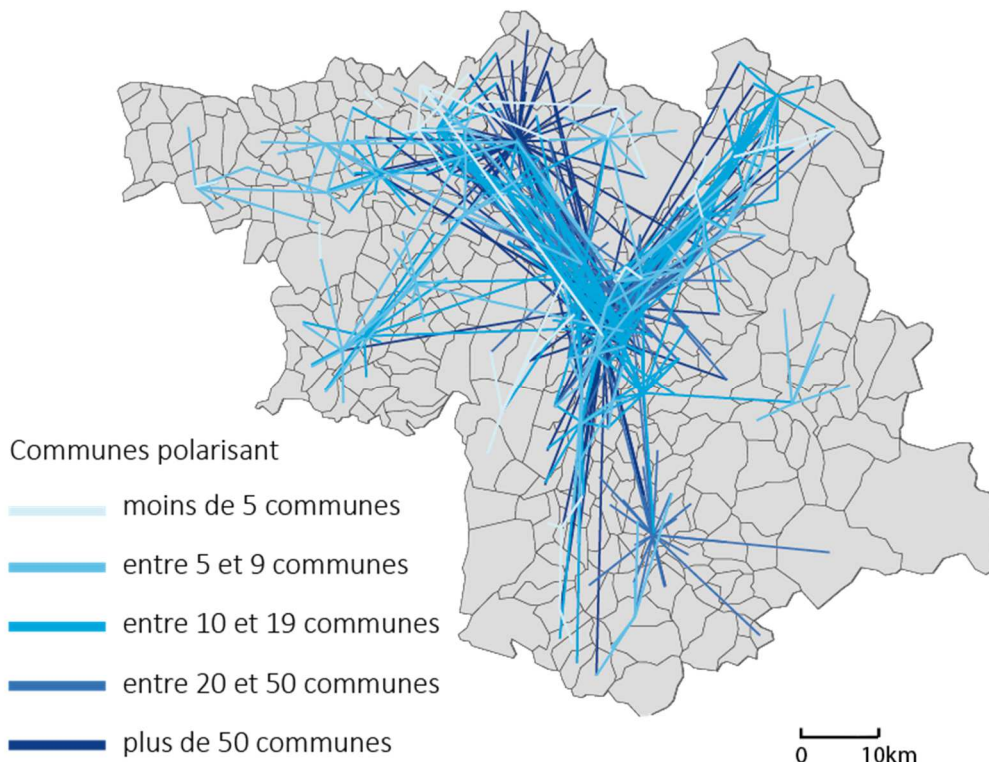 Communes polarisant
moins de 5 communes
entre 5 et 9 communes
entre 10 et 19 communes
entre 20 et 50 communes
plus de 50 communes
0 10km